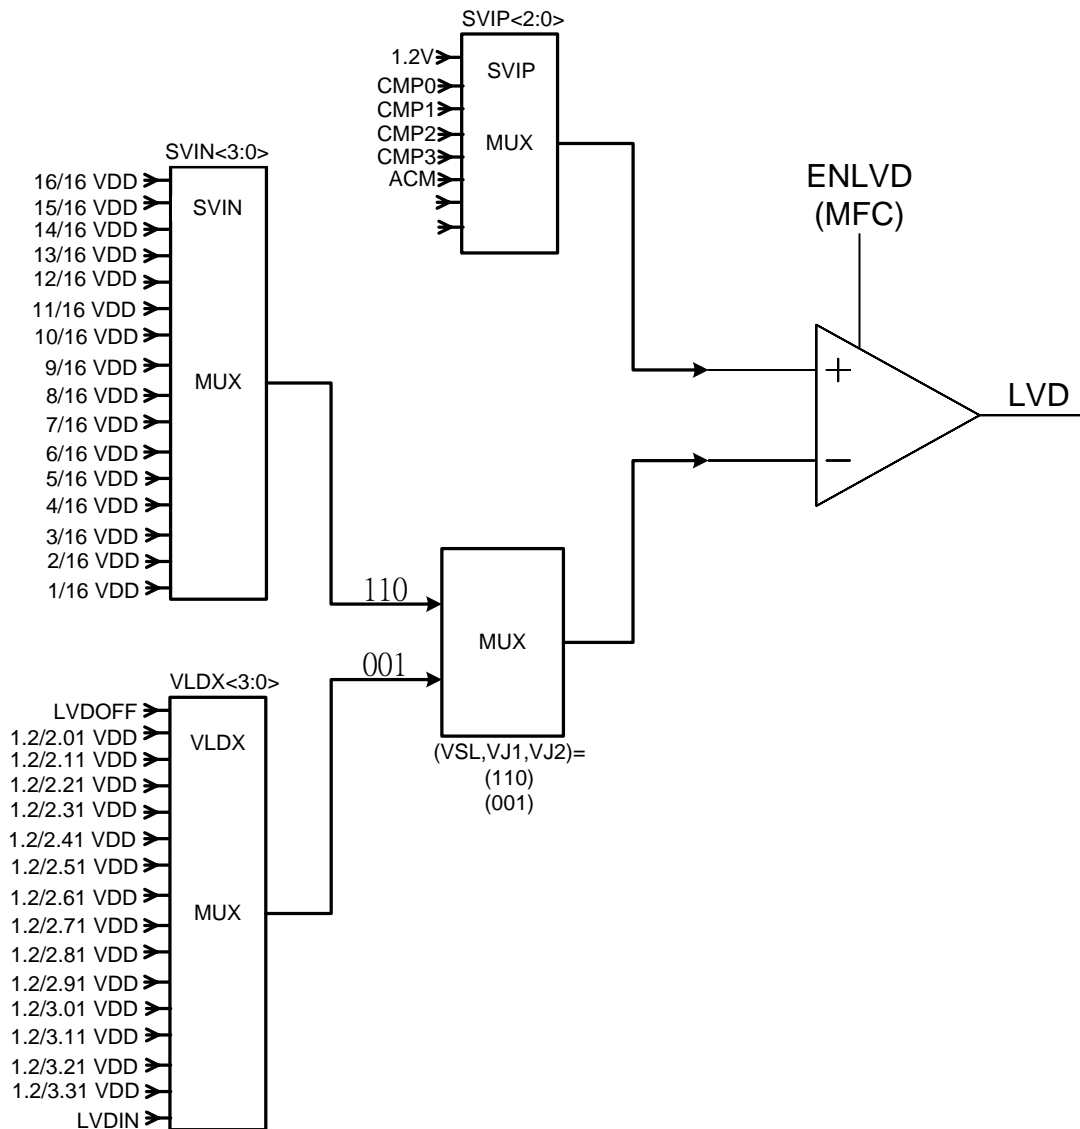 SVIP<2:0>
1.2V
CMP0
CMP1
CMP2
CMP3
ACM
SVIP
MUX
SVIN<3:0>
16/16 VDD
15/16 VDD
14/16 VDD
13/16 VDD
12/16 VDD
11/16 VDD
10/16 VDD
9/16 VDD
8/16 VDD
7/16 VDD
6/16 VDD
5/16 VDD
4/16 VDD
3/16 VDD
2/16 VDD
1/16 VDD
SVIN
MUX
ENLVD
(MFC)
+
−
LVD
110
001
MUX
(VSL,VJ1,VJ2)=
(110)
(001)
VLDX<3:0>
LVDOFF
1.2/2.01 VDD
1.2/2.11 VDD
1.2/2.21 VDD
1.2/2.31 VDD
1.2/2.41 VDD
1.2/2.51 VDD
1.2/2.61 VDD
1.2/2.71 VDD
1.2/2.81 VDD
1.2/2.91 VDD
1.2/3.01 VDD
1.2/3.11 VDD
1.2/3.21 VDD
1.2/3.31 VDD
LVDIN
VLDX
MUX